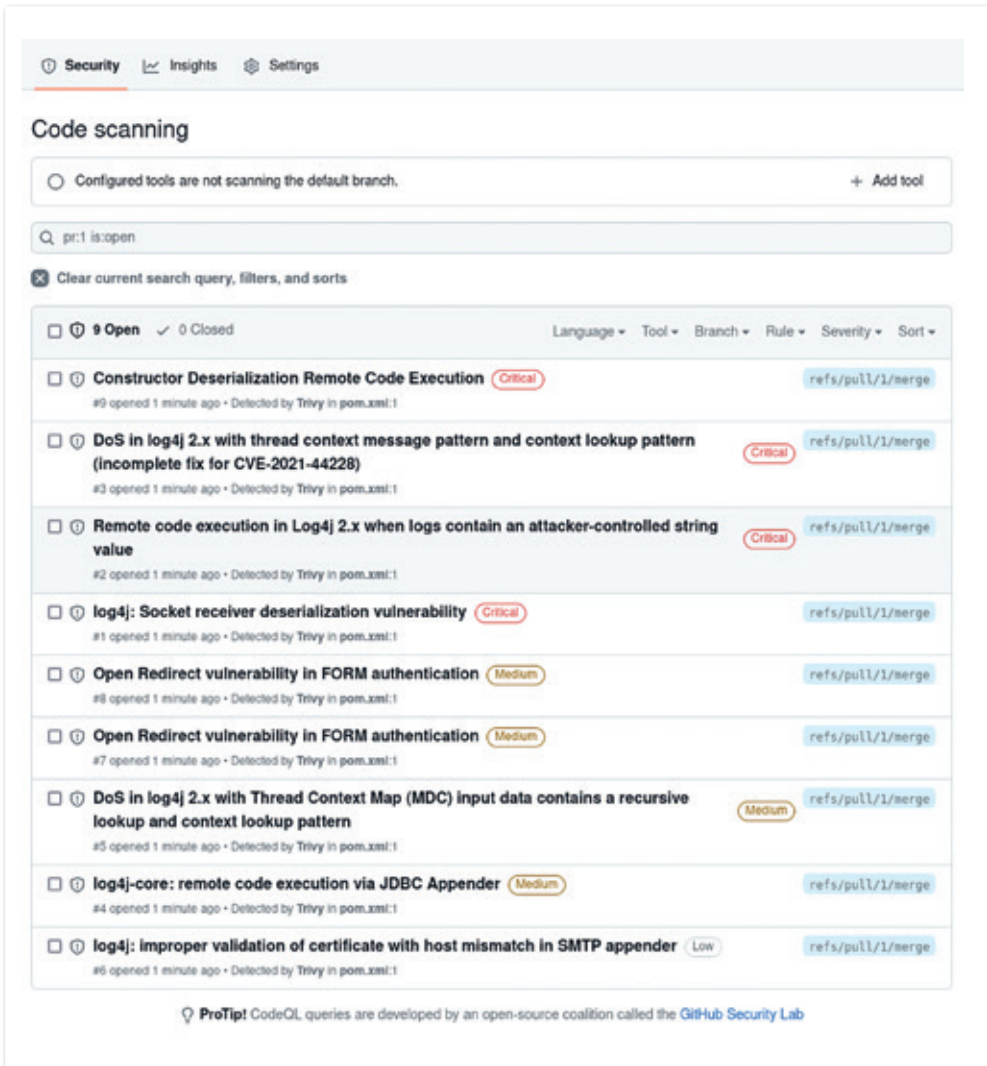 Security Insights Settings
Code scanning
Configured tools are not scanning the default branch. + Add tool
pr:1 is:open
Clear current search query, filters, and sorts
9 Open 0 Closed Language Tool Branch Rule Severity Sort
Constructor Deserialization Remote Code Execution Critical refs/pull/1/merge
#9 opened 1 minute ago • Detected by Trivy in pom.xml:1
DoS in log4j 2.x with thread context message pattern and context lookup pattern
(incomplete fix for CVE-2021-44228) Critical refs/pull/1/merge
#3 opened 1 minute ago • Detected by Trivy in pom.xml:1
Remote code execution in Log4j 2.x when logs contain an attacker-controlled string
value Critical refs/pull/1/merge
#2 opened 1 minute ago • Detected by Trivy in pom.xml:1
log4j: Socket receiver deserialization vulnerability Critical refs/pull/1/merge
#1 opened 1 minute ago • Detected by Trivy in pom.xml:1
Open Redirect vulnerability in FORM authentication Medium refs/pull/1/merge
#8 opened 1 minute ago • Detected by Trivy in pom.xml:1
Open Redirect vulnerability in FORM authentication Medium refs/pull/1/merge
#7 opened 1 minute ago • Detected by Trivy in pom.xml:1
DoS in log4j 2.x with Thread Context Map (MDC) input data contains a recursive
lookup and context lookup pattern Medium refs/pull/1/merge
#5 opened 1 minute ago • Detected by Trivy in pom.xml:1
log4j-core: remote code execution via JDBC Appender Medium refs/pull/1/merge
#4 opened 1 minute ago • Detected by Trivy in pom.xml:1
log4j: improper validation of certificate with host mismatch in SMTP appender Low refs/pull/1/merge
#6 opened 1 minute ago • Detected by Trivy in pom.xml:1
ProTip! CodeQL queries are developed by an open-source coalition called the GitHub Security Lab